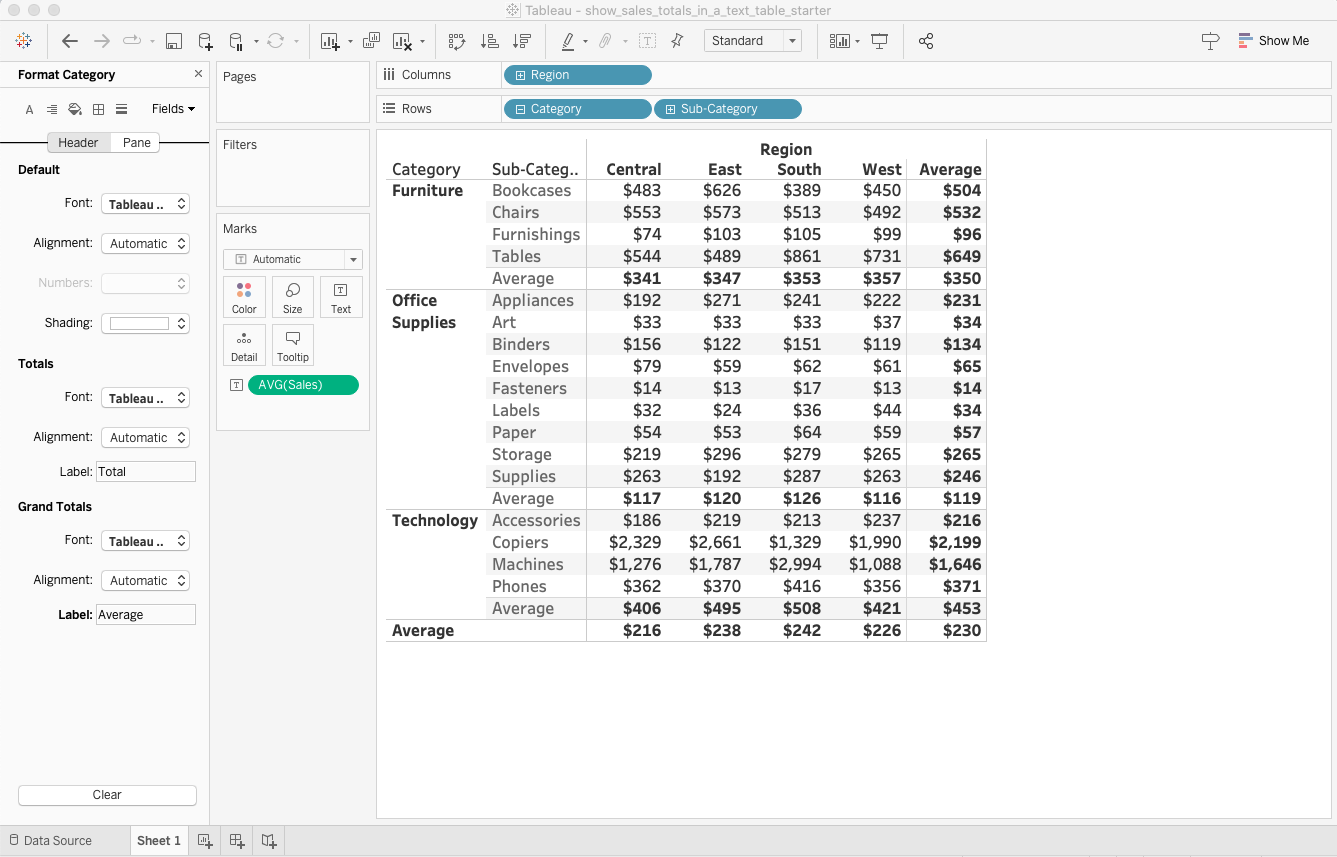 Tableau - show_sales_totals_in_a_text_table_starter
Standard
Show Me
Format Category
A
Fields
Header Pane
Default
Font: Tableau ..
Alignment: Automatic
Numbers:
Shading:
Totals
Font: Tableau ..
Alignment: Automatic
Label: Total
Grand Totals
Font: Tableau ..
Alignment: Automatic
Label: Average
Clear
Pages
Filters
Marks
T Automatic
Color Size Text
Detail Tooltip
T AVG(Sales)
Columns Region
Rows Category Sub-Category
Region
Category Sub-Categ.. Central East South West Average
Furniture Bookcases $483 $626 $389 $450 $504
Chairs $553 $573 $513 $492 $532
Furnishings $74 $103 $105 $99 $96
Tables $544 $489 $861 $731 $649
Average $341 $347 $353 $357 $350
Office Appliances $192 $271 $241 $222 $231
Supplies Art $33 $33 $33 $37 $34
Binders $156 $122 $151 $119 $134
Envelopes $79 $59 $62 $61 $65
Fasteners $14 $13 $17 $13 $14
Labels $32 $24 $36 $44 $34
Paper $54 $53 $64 $59 $57
Storage $219 $296 $279 $265 $265
Supplies $263 $192 $287 $263 $246
Average $117 $120 $126 $116 $119
Technology Accessories $186 $219 $213 $237 $216
Copiers $2,329 $2,661 $1,329 $1,990 $2,199
Machines $1,276 $1,787 $2,994 $1,088 $1,646
Phones $362 $370 $416 $356 $371
Average $406 $495 $508 $421 $453
Average $216 $238 $242 $226 $230
Data Source Sheet 1